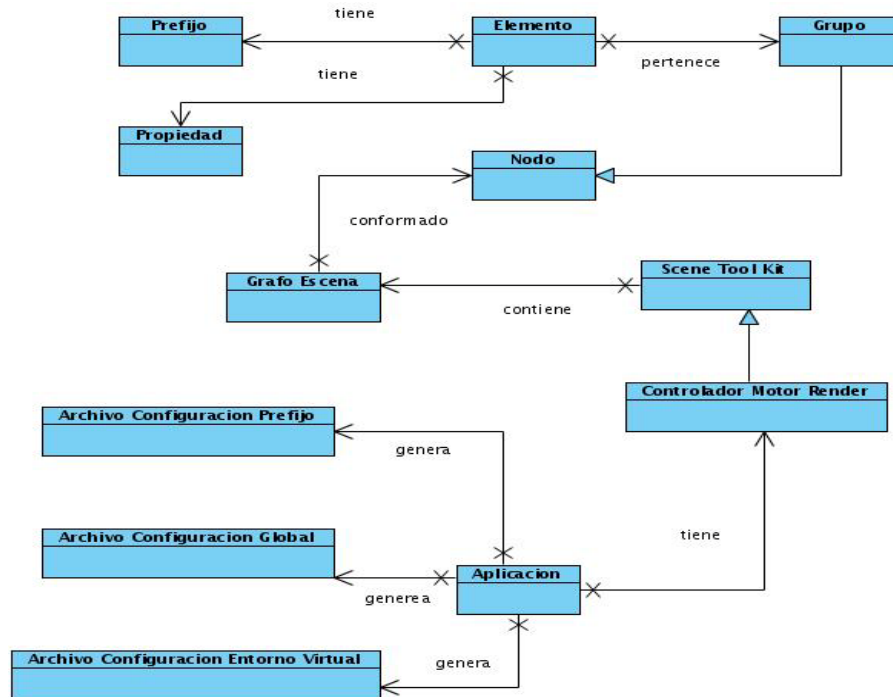 tiene
Prefijo
Elemento
Grupo
pertenece
tiene
Propiedad
Nodo
conformado
Scene Tool Kit
Grafo Escena
contiene
Controlador Motor Render
Archivo Configuracion Prefijo
genera
tiene
Archivo Configuracion Global
Aplicacion
generea
Archivo Configuracion Entorno Virtual
genera